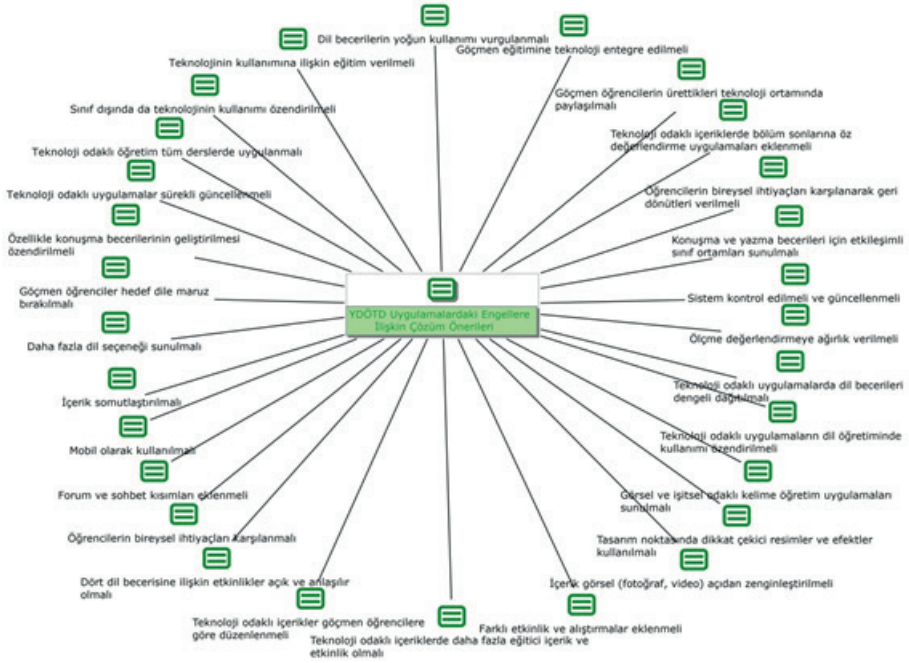 Dil becerilerin yoğun kullanımı vurgulanmalı
Göçmen eğitimine teknoloji entegre edilmeli
Teknolojinin kullanımına ilişkin eğitim verilmeli
Göçmen öğrencilerin ürettikleri teknoloji ortamında
paylaşılmalı
Sınıf dışında da teknolojinin kullanımı özendirilmeli
Teknoloji odaklı içeriklerde bölüm sonlarına öz
değerlendirme uygulamaları eklenmeli
Teknoloji odaklı öğretim tüm derslerde uygulanmalı
Öğrencilerin bireysel ihtiyaçları karşılanarak geri
dönütleri verilmeli
Teknoloji odaklı uygulamalar sürekli güncellenmeli
Özellikle konuşma becerilerinin geliştirilmesi
özendirilmeli
Konuşma ve yazma becerileri için etkileşimli
sınıf ortamları sunulmalı
Göçmen öğrenciler hedef dile maruz
bırakılmalı
Sistem kontrol edilmeli ve güncellenmeli
YDÖTD Uygulamalardaki Engellere
İlişkin Çözüm Önerileri
Daha fazla dil seçeneği sunulmalı
Ölçme değerlendirmeye ağırlık verilmeli
İçerik somutlaştırılmalı
Teknoloji odaklı uygulamalarda dil becerileri
dengeli dağıtılmalı
Mobil olarak kullanılmalı
Teknoloji odaklı uygulamaların dil öğretiminde
kullanımı özendirilmeli
Forum ve sohbet kısımları eklenmeli
Görsel ve işitsel odaklı kelime öğretim uygulamaları
sunulmalı
Öğrencilerin bireysel ihtiyaçları karşılanmalı
Tasarım noktasında dikkat çekici resimler ve efektler
kullanılmalı
Dört dil becerisine ilişkin etkinlikler açık ve anlaşılır
olmalı
İçerik görsel (fotoğraf, video) açıdan zenginleştirilmeli
Teknoloji odaklı içerikler göçmen öğrencilere
göre düzenlenmeli
Farklı etkinlik ve alıştırmalar eklenmeli
Teknoloji odaklı içeriklerde daha fazla eğitici içerik ve
etkinlik olmalı